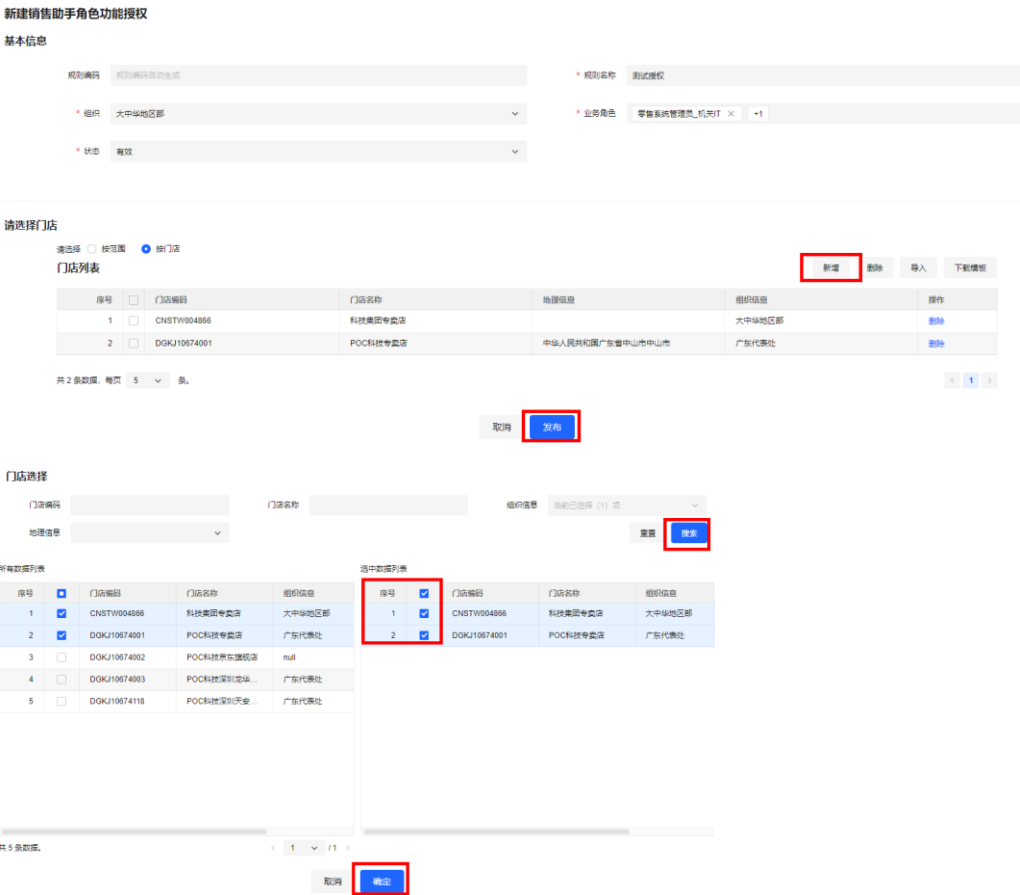 新建销售助手角色功能授权
基本信息
规则编码 规则编码自动生成 * 规则名称 测试授权
* 组织 大中华地区部 * 业务角色 零售系统管理员_机关IT × +1
* 状态 有效
请选择门店
请选择 按范围 按门店
门店列表 新增 删除 导入 下载模板
序号 门店编码 门店名称 地理信息 组织信息 操作
1 CNSTW004866 科技集团专卖店 大中华地区部 删除
2 DGKJ10674001 POC科技专卖店 中华人民共和国广东省中山市中山市 广东代表处 删除
共 2 条数据，每页 5 条。 < 1 >
取消 发布
门店选择
门店编码 门店名称 组织信息 当前已选择（1）项
地理信息 重置 搜索
所有数据列表 选中数据列表
序号 门店编码 门店名称 组织信息 序号 门店编码 门店名称 组织信息
1 CNSTW004866 科技集团专卖店 大中华地区部 1 CNSTW004866 科技集团专卖店 大中华地区部
2 DGKJ10674001 POC科技专卖店 广东代表处 2 DGKJ10674001 POC科技专卖店 广东代表处
3 DGKJ10674002 POC科技京东旗舰店 null
4 DGKJ10674003 POC科技深圳龙华... 广东代表处
5 DGKJ10674118 POC科技深圳天安... 广东代表处
共 5 条数据。 < 1 / 1 >
取消 确定